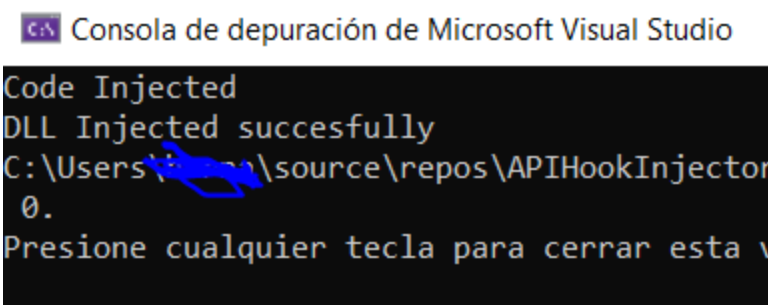 Consola de depuración de Microsoft Visual Studio
Code Injected
DLL Injected succesfully
C:\Users\ \source\repos\APIHookInjector
0.
Presione cualquier tecla para cerrar esta